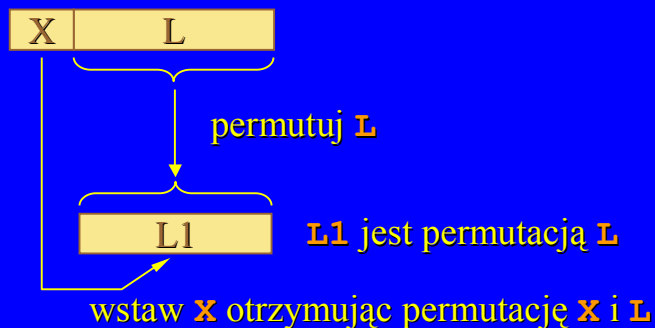 X L
permutuj L
L1 L1 jest permutacją L
wstaw X otrzymując permutację X i L